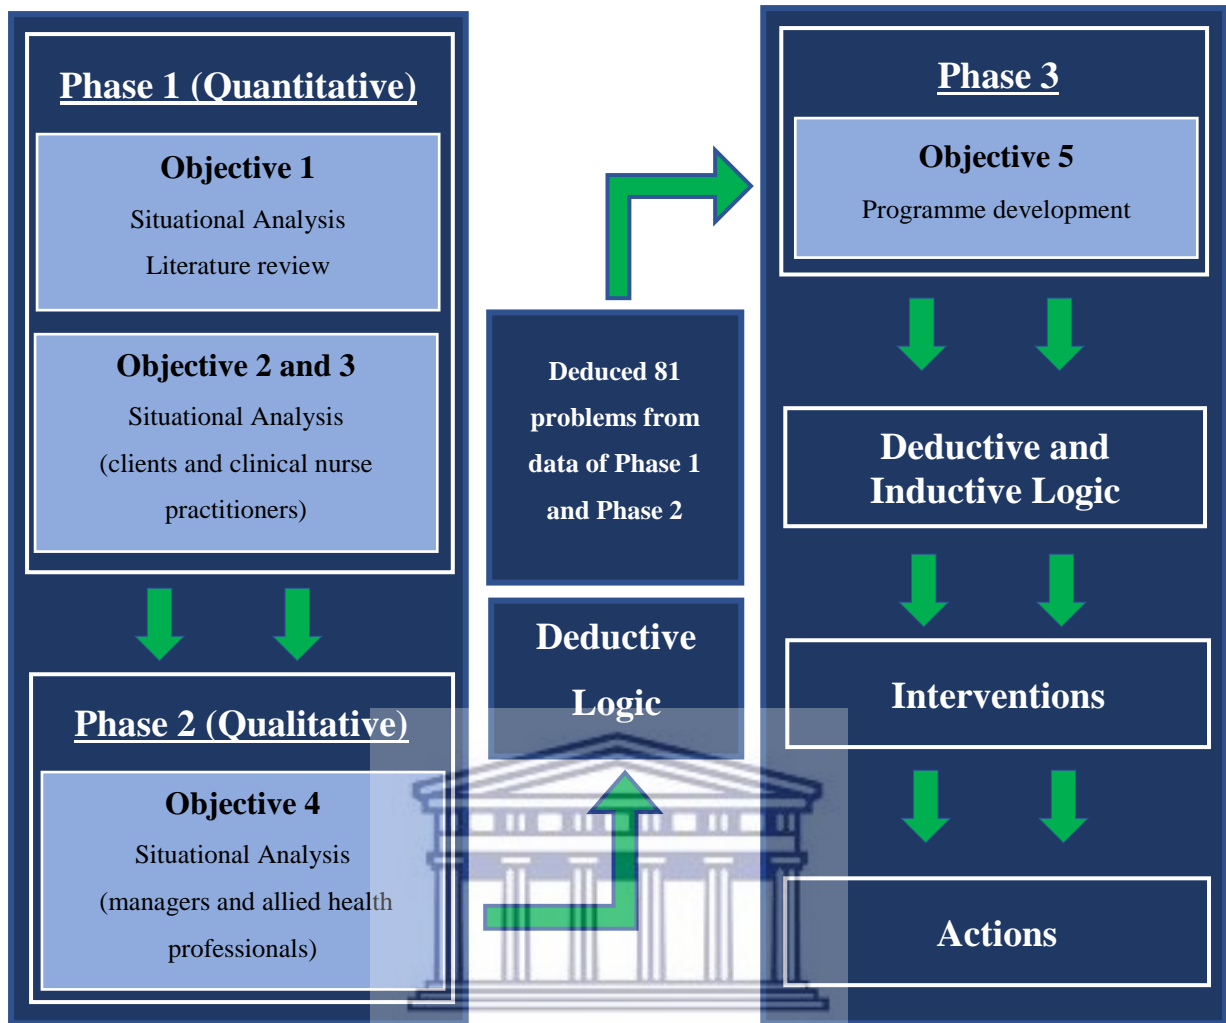 Phase 1 (Quantitative)
Objective 1
Situational Analysis
Literature review
Objective 2 and 3
Situational Analysis
(clients and clinical nurse
practitioners)
Phase 2 (Qualitative)
Objective 4
Situational Analysis
(managers and allied health
professionals)
Deductive
Logic
Deduced 81
problems from
data of Phase 1
and Phase 2
Phase 3
Objective 5
Programme development
Deductive and
Inductive Logic
Interventions
Actions